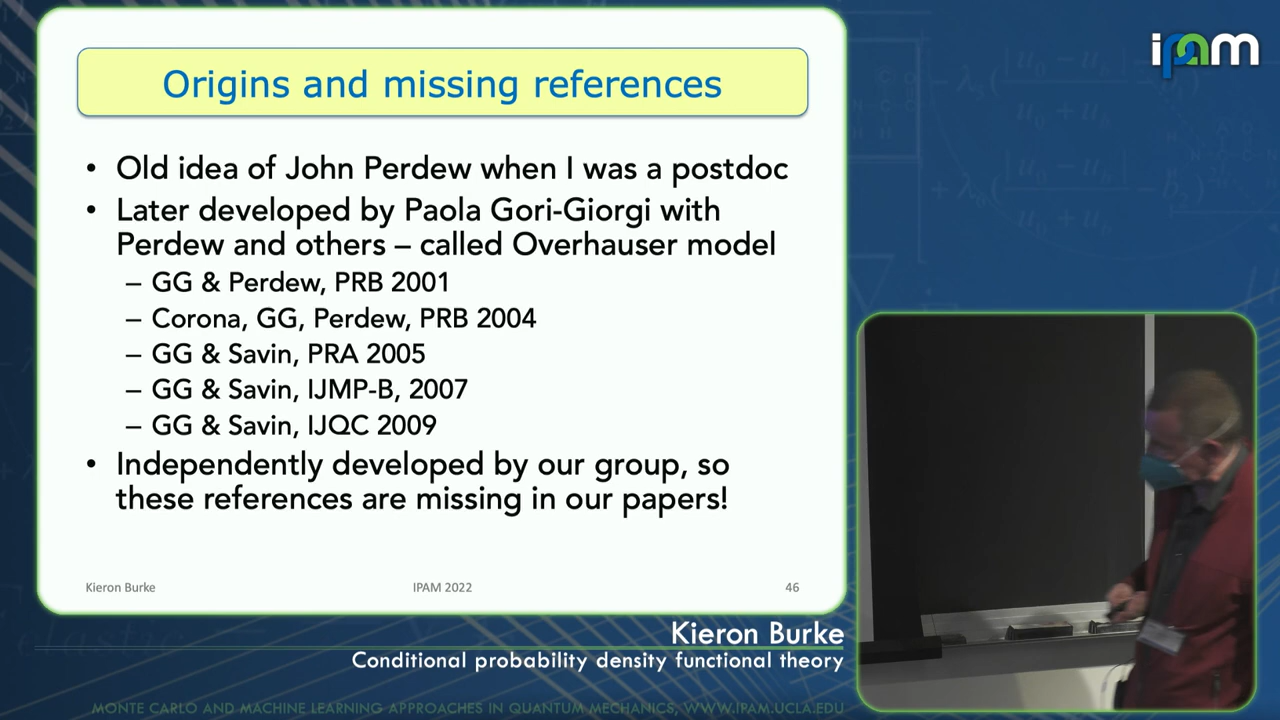 Origins and missing references
• Old idea of John Perdew when I was a postdoc
• Later developed by Paola Gori-Giorgi with
Perdew and others – called Overhauser model
– GG & Perdew, PRB 2001
– Corona, GG, Perdew, PRB 2004
– GG & Savin, PRA 2005
– GG & Savin, IJMP-B, 2007
– GG & Savin, IJQC 2009
• Independently developed by our group, so
these references are missing in our papers!
Kieron Burke IPAM 2022 46
ipam
Kieron Burke
Conditional probability density functional theory
MONTE CARLO AND MACHINE LEARNING APPROACHES IN QUANTUM MECHANICS, WWW.IPAM.UCLA.EDU